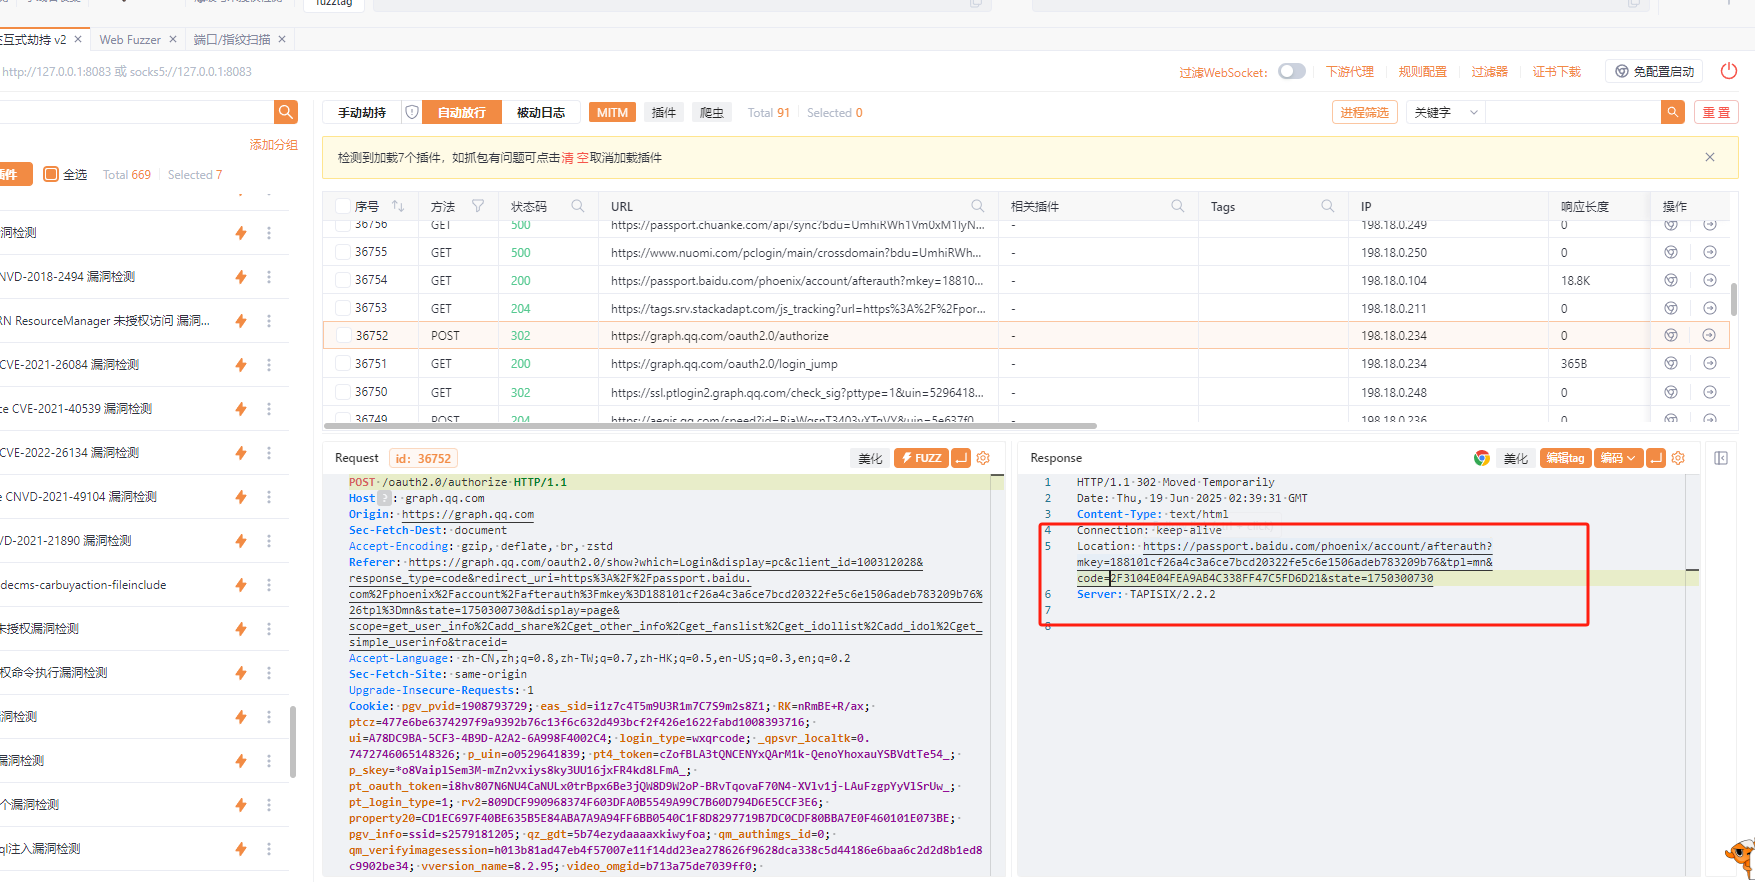 fuzztag
互式劫持 v2 ✕ Web Fuzzer ✕ 端口/指纹扫描 ✕
http://127.0.0.1:8083 或 socks5://127.0.0.1:8083
过滤WebSocket: 下游代理 规则配置 过滤器 证书下载 免配置启动
手动劫持 自动放行 被动日志 MITM 插件 爬虫 Total 91 Selected 0 进程筛选 关键字 重 置
添加分组
检测到加载7个插件，如抓包有问题可点击清 空取消加载插件
插件 全选 Total 669 Selected 7
序号 方法 状态码 URL 相关插件 Tags IP 响应长度 操作
36756 GET 500 https://passport.chuanke.com/api/sync?bdu=UmhiRWh1Vm0xM1lyN... - 198.18.0.249 0
36755 GET 500 https://www.nuomi.com/pclogin/main/crossdomain?bdu=UmhiRWh... - 198.18.0.250 0
36754 GET 200 https://passport.baidu.com/phoenix/account/afterauth?mkey=18810... - 198.18.0.104 18.8K
36753 GET 204 https://tags.srv.stackadapt.com/js_tracking?url=https%3A%2F%2Fpor... - 198.18.0.211 0
36752 POST 302 https://graph.qq.com/oauth2.0/authorize - 198.18.0.234 0
36751 GET 200 https://graph.qq.com/oauth2.0/login_jump - 198.18.0.234 365B
36750 GET 302 https://ssl.ptlogin2.graph.qq.com/check_sig?pttype=1&uin=5296418... - 198.18.0.248 0
36749 POST 204 https://aegis.qq.com/speed?id=RiaWgspT3403yXTqVY&uin=5e637f0... - 198.18.0.236 0
洞检测
NVD-2018-2494 漏洞检测
RN ResourceManager 未授权访问 漏洞...
CVE-2021-26084 漏洞检测
ce CVE-2021-40539 漏洞检测
CVE-2022-26134 漏洞检测
e CNVD-2021-49104 漏洞检测
VD-2021-21890 漏洞检测
decms-carbuyaction-fileinclude
未授权漏洞检测
权命令执行漏洞检测
洞检测
漏洞检测
个漏洞检测
ql注入漏洞检测
Request id: 36752 美化 FUZZ
POST /oauth2.0/authorize HTTP/1.1
Host ? : graph.qq.com
Origin: https://graph.qq.com
Sec-Fetch-Dest: document
Accept-Encoding: gzip, deflate, br, zstd
Referer: https://graph.qq.com/oauth2.0/show?which=Login&display=pc&client_id=100312028&
response_type=code&redirect_uri=https%3A%2F%2Fpassport.baidu.
com%2Fphoenix%2Faccount%2Fafterauth%3Fmkey%3D188101cf26a4c3a6ce7bcd20322fe5c6e1506adeb783209b76%
26tpl%3Dmn&state=1750300730&display=page&
scope=get_user_info%2Cadd_share%2Cget_other_info%2Cget_fanslist%2Cget_idollist%2Cadd_idol%2Cget_
simple_userinfo&traceid=
Accept-Language: zh-CN,zh;q=0.8,zh-TW;q=0.7,zh-HK;q=0.5,en-US;q=0.3,en;q=0.2
Sec-Fetch-Site: same-origin
Upgrade-Insecure-Requests: 1
Cookie: pgv_pvid=1908793729; eas_sid=i1z7c4T5m9U3R1m7C7S9m2s8Z1; RK=nRmBE+R/ax;
ptcz=477e6be6374297f9a9392b76c13f6c632d493bcf2f426e1622fabd1008393716;
ui=A78DC9BA-5CF3-4B9D-A2A2-6A998F4002C4; login_type=wxqrcode; _qpsvr_localtk=0.
7472746065148326; p_uin=o0529641839; pt4_token=cZofBLA3tQNCENYxQArM1k-QenoYhoxauYSBVdtTe54_;
p_skey=*o8VaiplSem3M-mZn2vxiys8ky3UU16jxFR4kd8LFmA_;
pt_oauth_token=i8hv807N6NU4CaNULx0trBpx6Be3jQW8D9W2oP-BRvTqovaF70N4-XVlv1j-LAuFzgpYyVlSrUw_;
pt_login_type=1; rv2=809DCF990968374F603DFA0B5549A99C7B60D794D6E5CCF3E6;
property20=CD1EC697F40BE635B5E84ABA7A9A94FF6BB0540C1F8D8297719B7DC0CDF80BBA7E0F460101E073BE;
pgv_info=ssid=s2579181205; qz_gdt=5b74ezydaaaaxkiwyfoa; qm_authimgs_id=0;
qm_verifyimagesession=h013b81ad47eb4f57007e11f14dd23ea278626f9628dca338c5d44186e6baa6c2d2d8b1ed8
c9902be34; vversion_name=8.2.95; video_omgid=b713a75de7039ff0;
Response 美化 编辑tag 编码
1 HTTP/1.1 302 Moved Temporarily
2 Date: Thu, 19 Jun 2025 02:39:31 GMT
3 Content-Type: text/html
4 Connection: keep-alive
5 Location: https://passport.baidu.com/phoenix/account/afterauth?
mkey=188101cf26a4c3a6ce7bcd20322fe5c6e1506adeb783209b76&tpl=mn&
code=2F3104E04FEA9AB4C338FF47C5FD6D21&state=1750300730
6 Server: TAPISIX/2.2.2
7
8